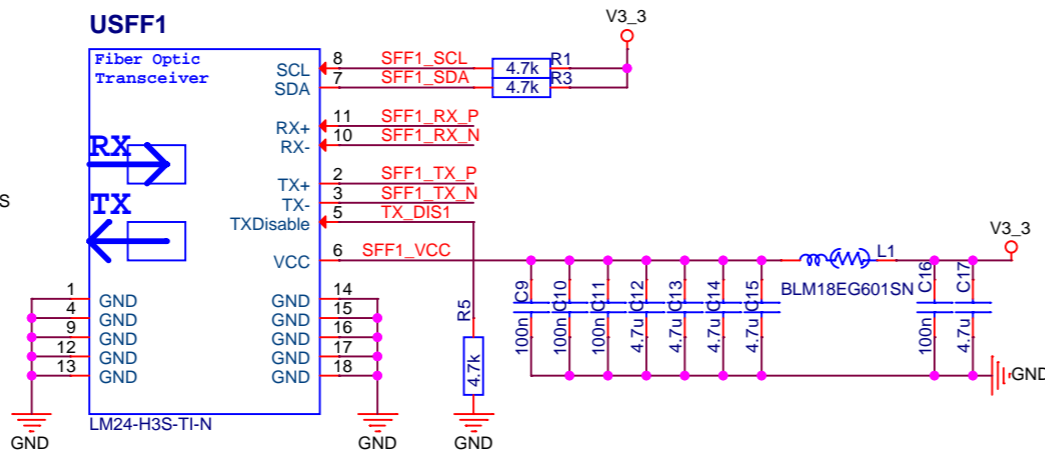 USFF1
V3_3
Fiber Optic
Transceiver
SCL 8 SFF1_SCL 4.7k R1
SDA 7 SFF1_SDA 4.7k R3
RX+ 11 SFF1_RX_P
RX- 10 SFF1_RX_N
RX
TX+ 2 SFF1_TX_P
TX- 3 SFF1_TX_N
TX
S
TXDisable 5 TX_DIS1
V3_3
VCC 6 SFF1_VCC
L1
BLM18EG601SN
C9 C10 C11 C12 C13 C14 C15 C16 C17
100n 100n 100n 4.7u 4.7u 4.7u 4.7u 100n 4.7u
R5
4.7k
1 GND GND 14
4 GND GND 15
9 GND GND 16
12 GND GND 17
13 GND GND 18
GND
LM24-H3S-TI-N
GND GND GND